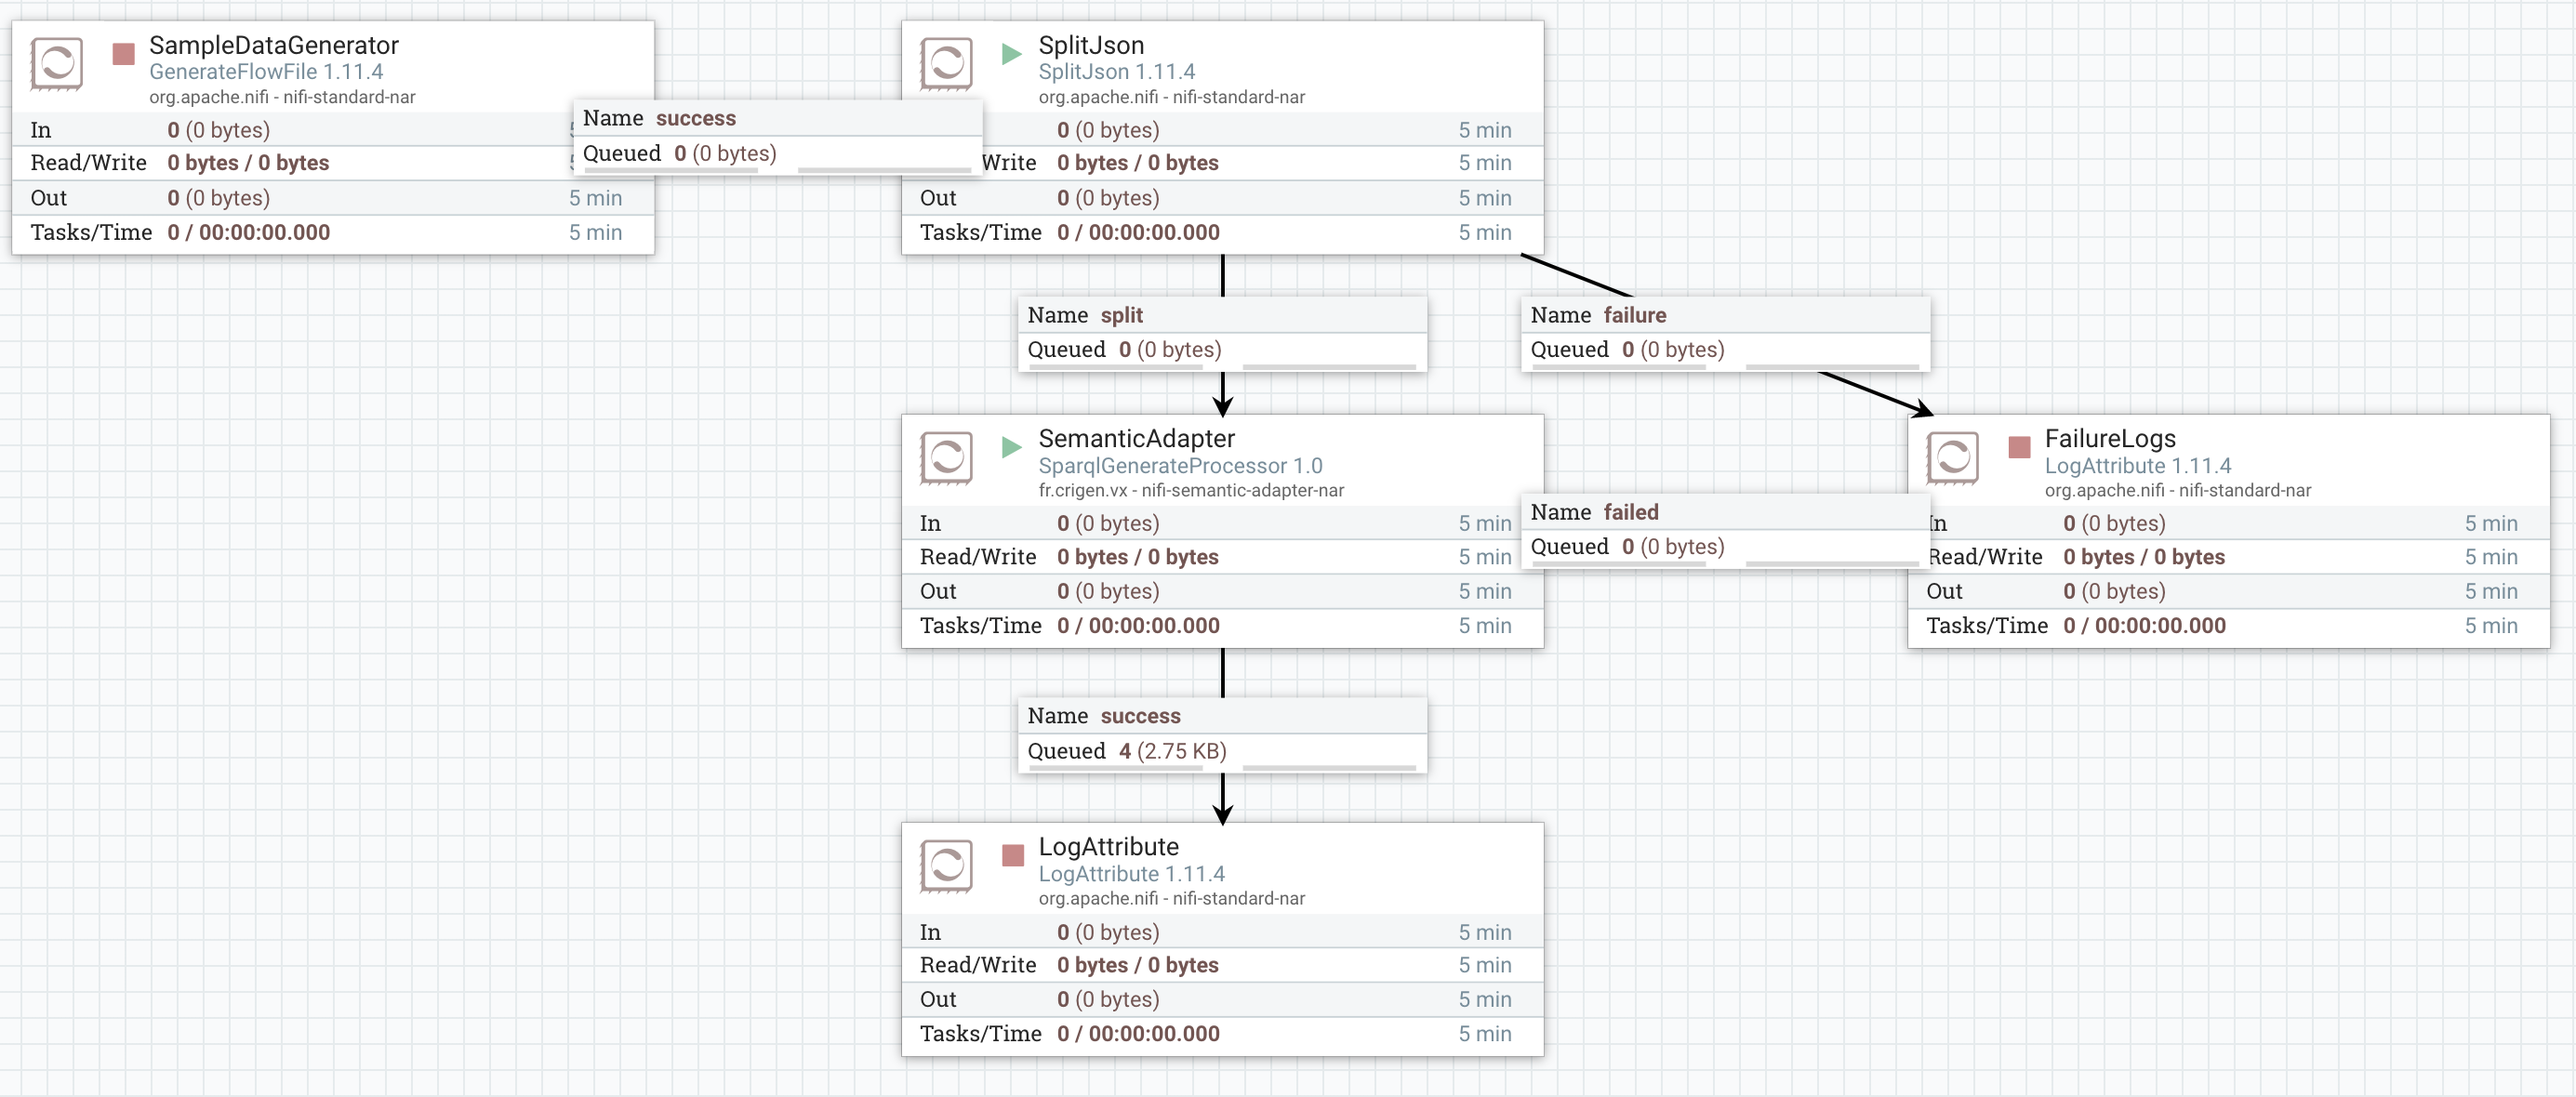 SampleDataGenerator
GenerateFlowFile 1.11.4
org.apache.nifi - nifi-standard-nar
In 0 (0 bytes)
Read/Write 0 bytes / 0 bytes
Out 0 (0 bytes) 5 min
Tasks/Time 0 / 00:00:00.000 5 min
Name success
Queued 0 (0 bytes)
SplitJson
SplitJson 1.11.4
org.apache.nifi - nifi-standard-nar
0 (0 bytes) 5 min
Write 0 bytes / 0 bytes 5 min
Out 0 (0 bytes) 5 min
Tasks/Time 0 / 00:00:00.000 5 min
Name split
Queued 0 (0 bytes)
Name failure
Queued 0 (0 bytes)
SemanticAdapter
SparqlGenerateProcessor 1.0
fr.crigen.vx - nifi-semantic-adapter-nar
In 0 (0 bytes) 5 min
Read/Write 0 bytes / 0 bytes 5 min
Out 0 (0 bytes) 5 min
Tasks/Time 0 / 00:00:00.000 5 min
Name failed
Queued 0 (0 bytes)
FailureLogs
LogAttribute 1.11.4
org.apache.nifi - nifi-standard-nar
In 0 (0 bytes) 5 min
Read/Write 0 bytes / 0 bytes 5 min
Out 0 (0 bytes) 5 min
Tasks/Time 0 / 00:00:00.000 5 min
Name success
Queued 4 (2.75 KB)
LogAttribute
LogAttribute 1.11.4
org.apache.nifi - nifi-standard-nar
In 0 (0 bytes) 5 min
Read/Write 0 bytes / 0 bytes 5 min
Out 0 (0 bytes) 5 min
Tasks/Time 0 / 00:00:00.000 5 min